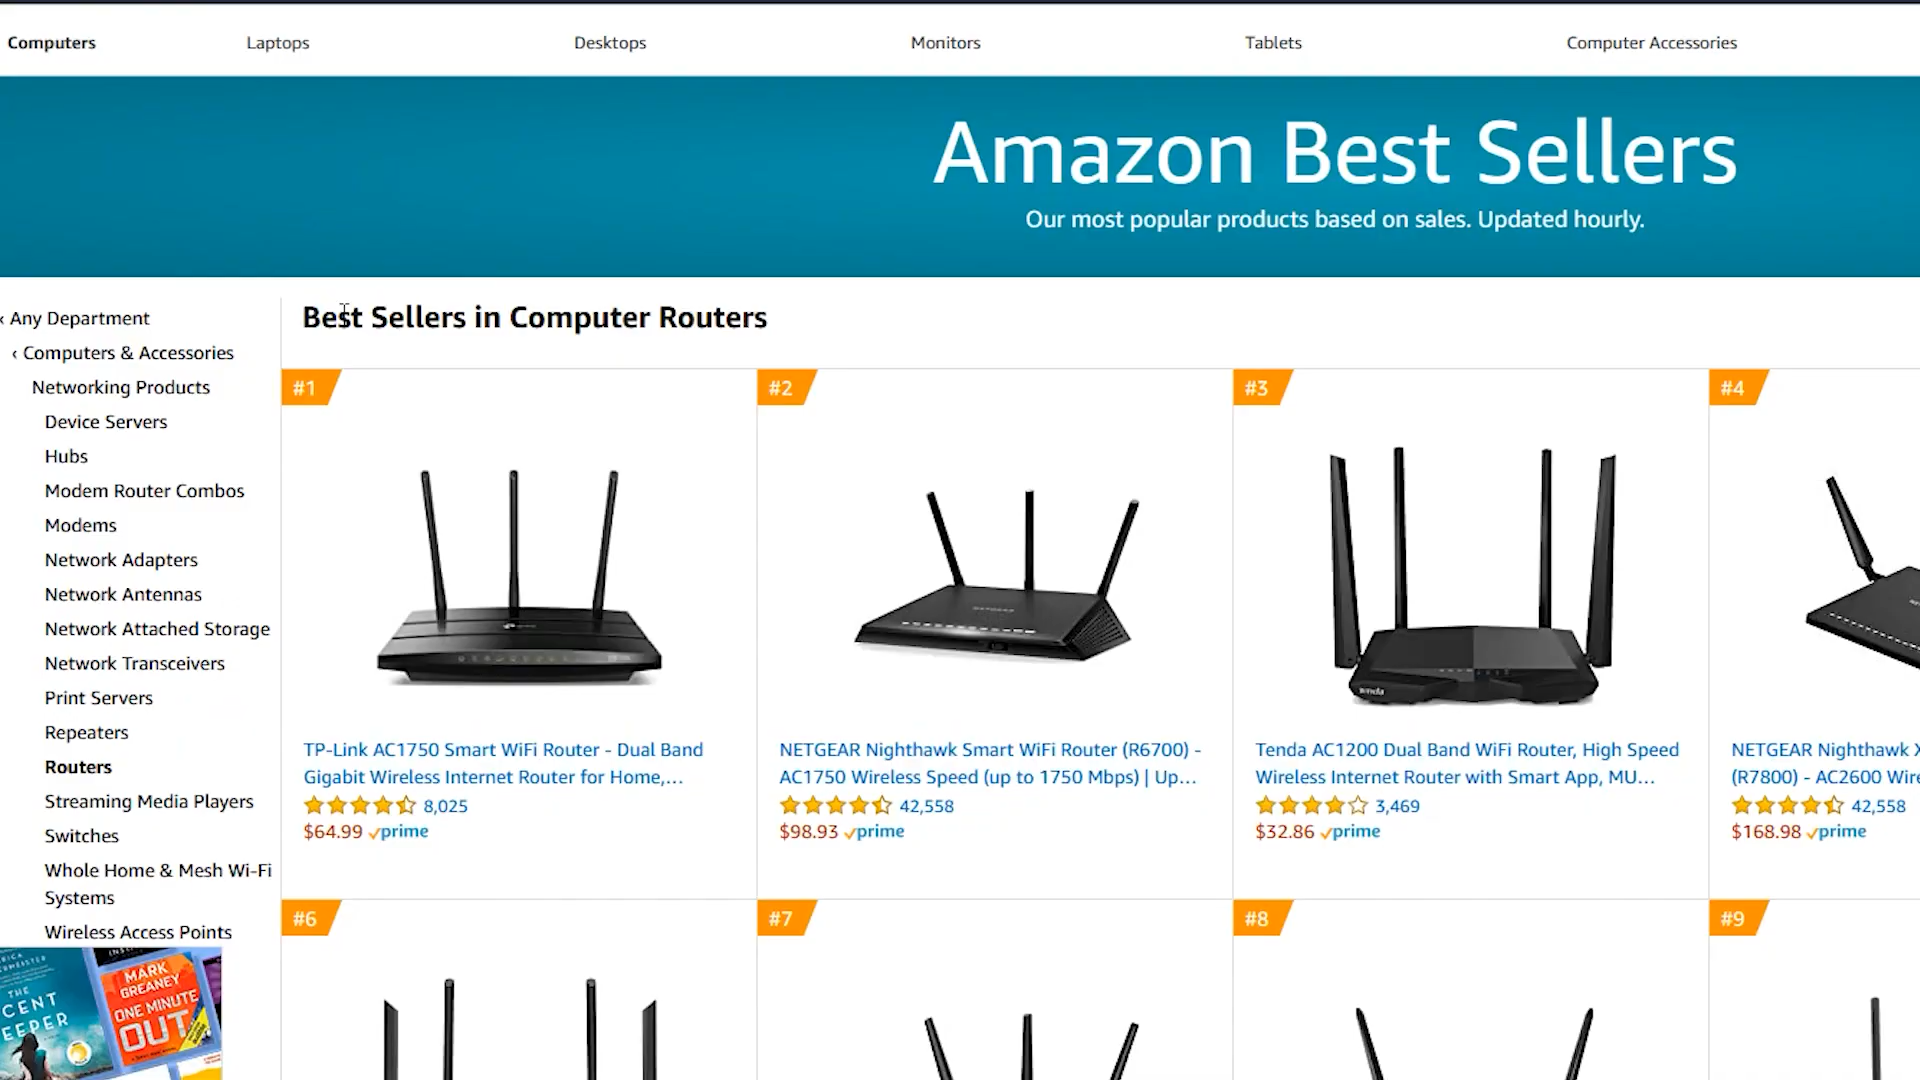 Computers
Laptops
Desktops
Monitors
Tablets
Computer Accessories
Amazon Best Sellers
Our most popular products based on sales. Updated hourly.
‹ Any Department
‹ Computers & Accessories
Networking Products
Device Servers
Hubs
Modem Router Combos
Modems
Network Adapters
Network Antennas
Network Attached Storage
Network Transceivers
Print Servers
Repeaters
Routers
Streaming Media Players
Switches
Whole Home & Mesh Wi-Fi
Systems
Wireless Access Points
Best Sellers in Computer Routers
#1
TP-Link AC1750 Smart WiFi Router - Dual Band
Gigabit Wireless Internet Router for Home,...
8,025
$64.99 prime
#2
NETGEAR
NETGEAR Nighthawk Smart WiFi Router (R6700) -
AC1750 Wireless Speed (up to 1750 Mbps) | Up...
42,558
$98.93 prime
#3
Tenda
Tenda AC1200 Dual Band WiFi Router, High Speed
Wireless Internet Router with Smart App, MU...
3,469
$32.86 prime
#4
NETGEAR Nighthawk X
(R7800) - AC2600 Wire
42,558
$168.98 prime
#6
#7
#8
#9
THE
CENT
EEPER
MARK
GREANEY
ONE MINUTE
OUT